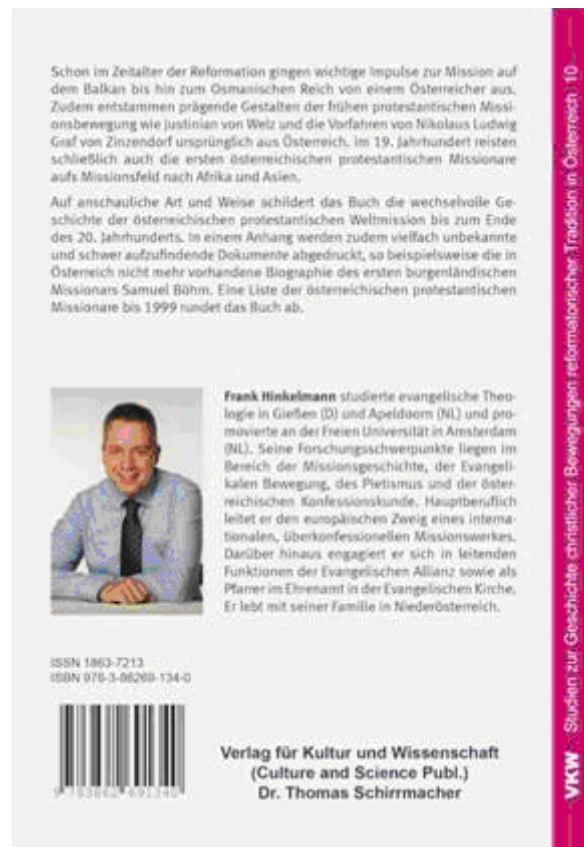 Schon im Zeitalter der Reformation gingen wichtige Impulse zur Mission auf
dem Balkan bis hin zum Osmanischen Reich von einem Österreicher aus.
Zudem entstammen prägende Gestalten der frühen protestantischen Missi-
onsbewegung wie Justinian von Welz und die Vorfahren von Nikolaus Ludwig
Graf von Zinzendorf ursprünglich aus Österreich. Im 19. Jahrhundert reisten
schließlich auch die ersten österreichischen protestantischen Missionare
aufs Missionsfeld nach Afrika und Asien.
Auf anschauliche Art und Weise schildert das Buch die wechselvolle Ge-
schichte der österreichischen protestantischen Weltmission bis zum Ende
des 20. Jahrhunderts. In einem Anhang werden zudem vielfach unbekannte
und schwer aufzufindende Dokumente abgedruckt, so beispielsweise die in
Österreich nicht mehr vorhandene Biographie des ersten burgenländischen
Missionars Samuel Böhm. Eine Liste der österreichischen protestantischen
Missionare bis 1999 rundet das Buch ab.
Frank Hinkelmann studierte evangelische Theo-
logie in Gießen (D) und Apeldoorn (NL) und pro-
movierte an der Freien Universität in Amsterdam
(NL). Seine Forschungsschwerpunkte liegen im
Bereich der Missionsgeschichte, der Evangeli-
kalen Bewegung, des Pietismus und der öster-
reichischen Konfessionskunde. Hauptberuflich
leitet er den europäischen Zweig eines interna-
tionalen, überkonfessionellen Missionswerkes.
Darüber hinaus engagiert er sich in leitenden
Funktionen der Evangelischen Allianz sowie als
Pfarrer im Ehrenamt in der Evangelischen Kirche.
Er lebt mit seiner Familie in Niederösterreich.
ISSN 1863-7213
ISBN 978-3-86269-134-0
9 783862 691340
Verlag für Kultur und Wissenschaft
(Culture and Science Publ.)
Dr. Thomas Schirrmacher
VKW Studien zur Geschichte christlicher Bewegungen reformatorischer Tradition in Österreich 10